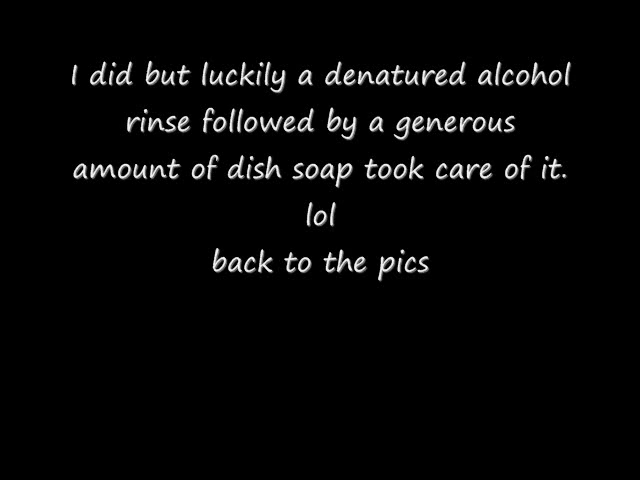 I did but luckily a denatured alcohol
rinse followed by a generous
amount of dish soap took care of it.
lol
back to the pics